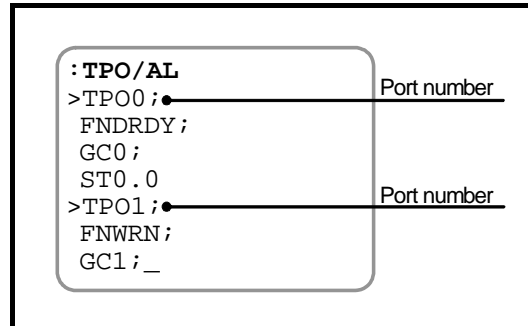 :TPO/AL
>TPO0; Port number
FNDRDY;
GC0;
ST0.0
>TPO1; Port number
FNWRN;
GC1;_